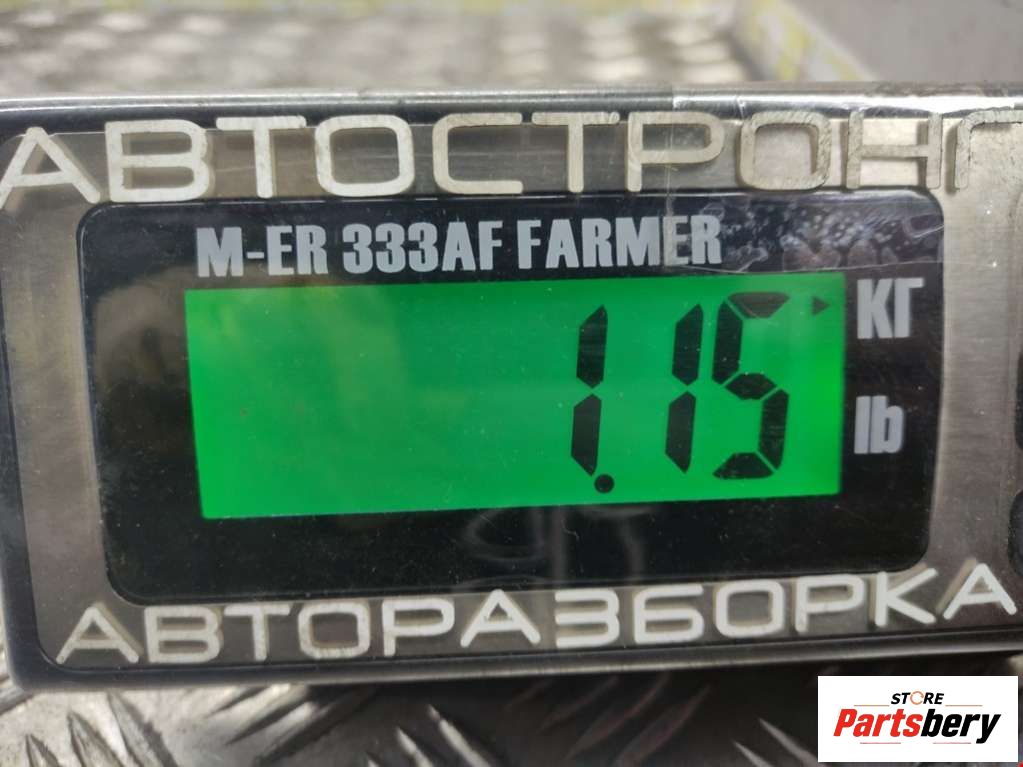 АВТОСТРОНГ
M-ER 333AF FARMER
1.15
КГ
lb
АВТОРАЗБОРКА
STORE
Partsbery